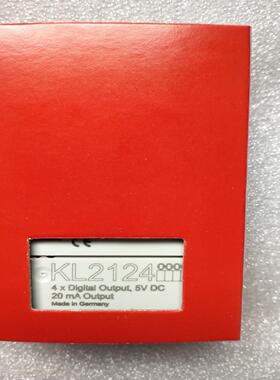 CE
KL2124
4 x Digital Output, 5V DC
20 mA Output
Made in Germany